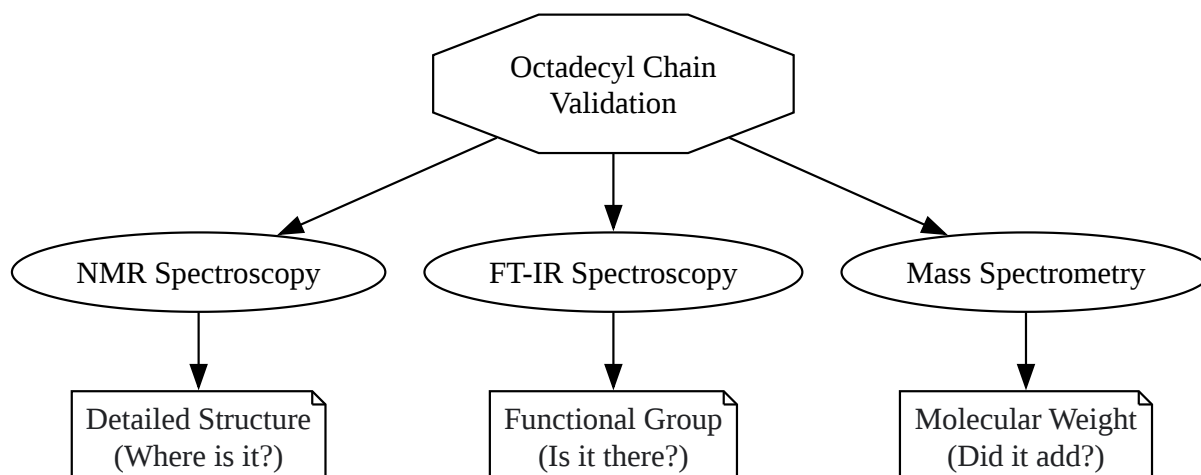 Octadecyl Chain
Validation
NMR Spectroscopy
FT-IR Spectroscopy
Mass Spectrometry
Detailed Structure
(Where is it?)
Functional Group
(Is it there?)
Molecular Weight
(Did it add?)